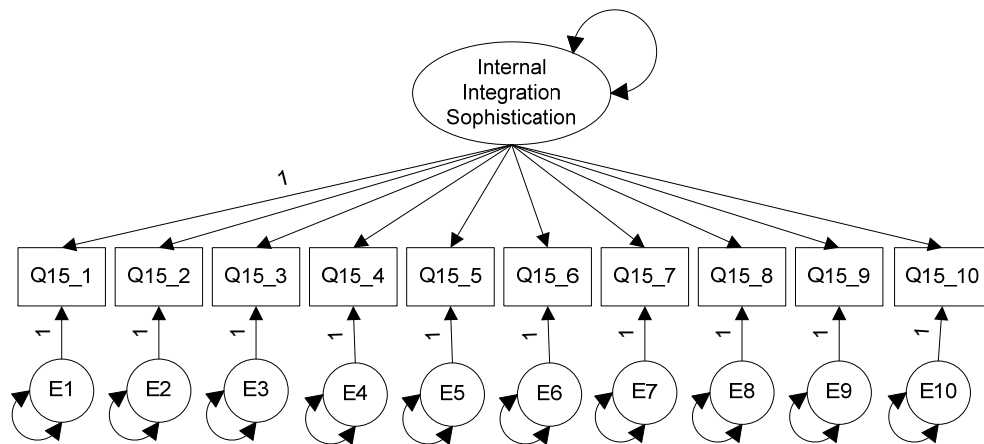 Internal
Integration
Sophistication
1
Q15_1 Q15_2 Q15_3 Q15_4 Q15_5 Q15_6 Q15_7 Q15_8 Q15_9 Q15_10
1 1 1 1 1 1 1 1 1 1
E1 E2 E3 E4 E5 E6 E7 E8 E9 E10